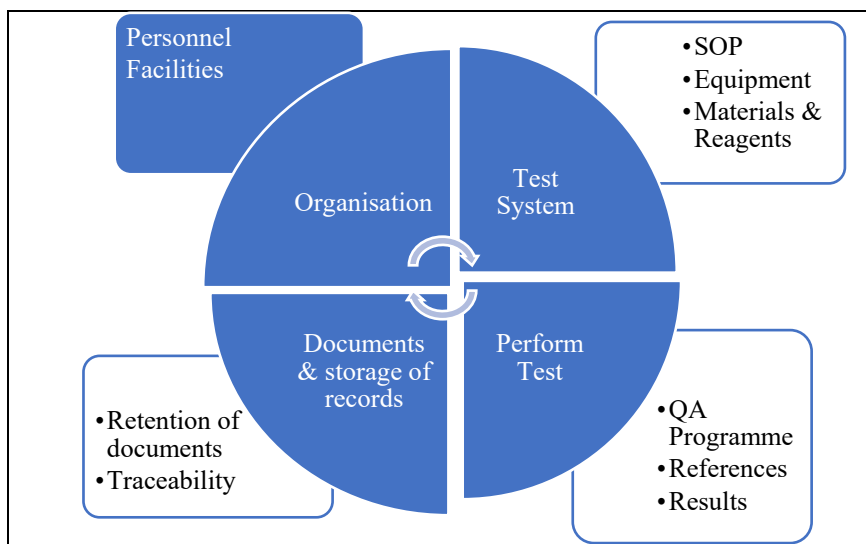 Personnel
Facilities
•SOP
•Equipment
•Materials &
Reagents
Organisation
Test
System
Documents
& storage of
records
Perform
Test
•Retention of
documents
•Traceability
•QA
Programme
•References
•Results